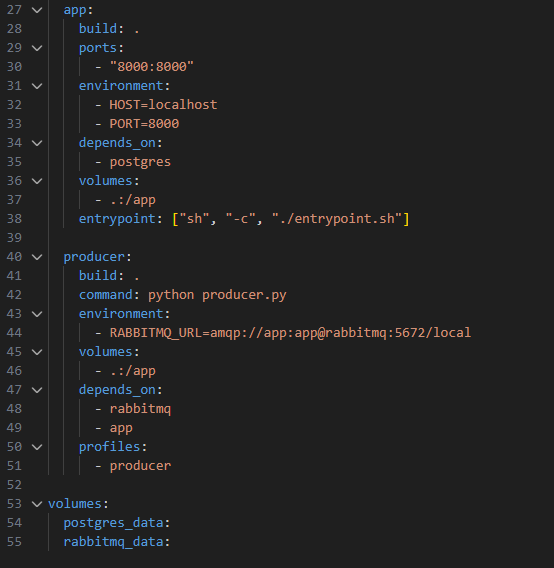 27 app:
28 build: .
29 ports:
30 - "8000:8000"
31 environment:
32 - HOST=localhost
33 - PORT=8000
34 depends_on:
35 - postgres
36 volumes:
37 - .:/app
38 entrypoint: ["sh", "-c", "./entrypoint.sh"]
39
40 producer:
41 build: .
42 command: python producer.py
43 environment:
44 - RABBITMQ_URL=amqp://app:app@rabbitmq:5672/local
45 volumes:
46 - .:/app
47 depends_on:
48 - rabbitmq
49 - app
50 profiles:
51 - producer
52
53 volumes:
54 postgres_data:
55 rabbitmq_data: